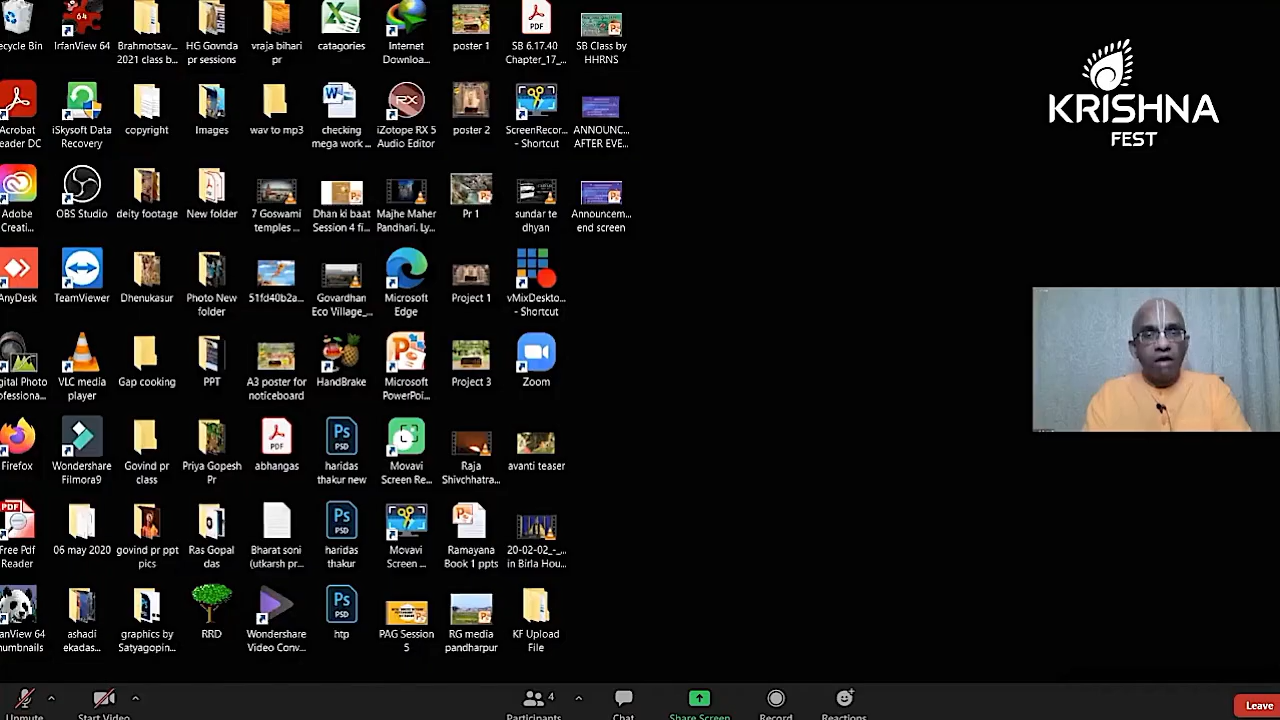 ecycle Bin
IrfanView 64
Brahmotsav...
2021 class b...
HG Govnda
pr sessions
vraja bihari
pr
catagories
Internet
Downloa...
poster 1
SB 6.17.40
Chapter_17_...
SB Class by
HHRNS
KRISHNA
FEST
Acrobat
eader DC
iSkysoft Data
Recovery
copyright
Images
wav to mp3
checking
mega work ...
iZotope RX 5
Audio Editor
poster 2
ScreenRecor...
- Shortcut
ANNOUNC...
AFTER EVE...
Adobe
Creati...
OBS Studio
deity footage
New folder
7 Goswami
temples ...
Dhan ki baat
Session 4 fi...
Majhe Maher
Pandhari. Ly...
Pr 1
sundar te
dhyan
Announcem...
end screen
AnyDesk
TeamViewer
Dhenukasur
Photo New
folder
51fd40b2a...
Govardhan
Eco Village_...
Microsoft
Edge
Project 1
vMixDeskto...
- Shortcut
gital Photo
ofessiona...
VLC media
player
Gap cooking
PPT
A3 poster for
noticeboard
HandBrake
Microsoft
PowerPoi...
Project 3
Zoom
Firefox
Wondershare
Filmora9
Govind pr
class
Priya Gopesh
Pr
abhangas
haridas
thakur new
Movavi
Screen Re...
Raja
Shivchhatra...
avanti teaser
Free Pdf
Reader
06 may 2020
govind pr ppt
pics
Ras Gopal
das
Bharat soni
(utkarsh pr...
haridas
thakur
Movavi
Screen ...
Ramayana
Book 1 ppts
20-02-02_-_...
in Birla Hou...
fanView 64
humbnails
ashadi
ekadas...
graphics by
Satyagopin...
RRD
Wondershare
Video Conv...
htp
PAG Session
5
RG media
pandharpur
KF Upload
File
Unmute
Start Video
Participants
4
Chat
Share Screen
Record
Reactions
Leave